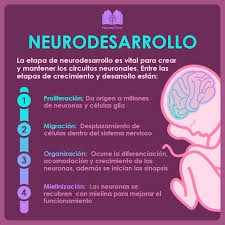 NEURODESARROLLO
La etapa de neurodesarrollo es vital para crear
y mantener los circuitos neuronales. Entre las
etapas de crecimiento y desarrollo están:
1 Proliferación: Da origen a millones
de neuronas y células glía
2 Migración: Desplazamiento de
células dentro del sistema nervioso
3 Organización: Ocurre la diferenciación,
acomodación y crecimiento de las
neuronas, además se inician las sinapsis
4 Mielinización: Las neuronas se
recubren con mielina para mejorar el
funcionamiento